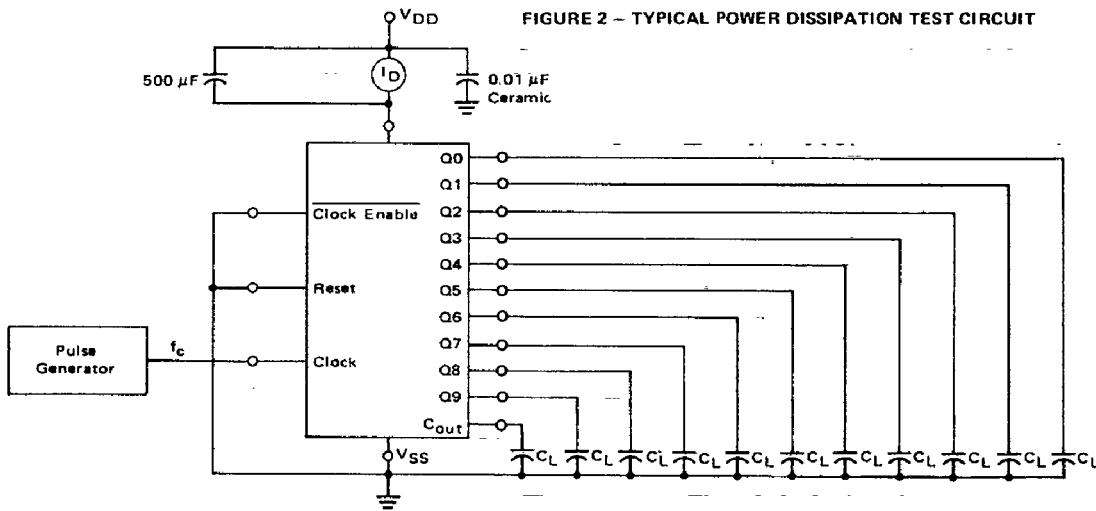 FIGURE 2 – TYPICAL POWER DISSIPATION TEST CIRCUIT
VDD
500 µF
ID
0.01 µF
Ceramic
Q0
Q1
Clock Enable
Q2
Q3
Q4
Reset
Q5
Q6
Pulse
Generator
fc
Clock
Q7
Q8
Q9
Cout
VSS
CL CL CL CL CL CL CL CL CL CL CL